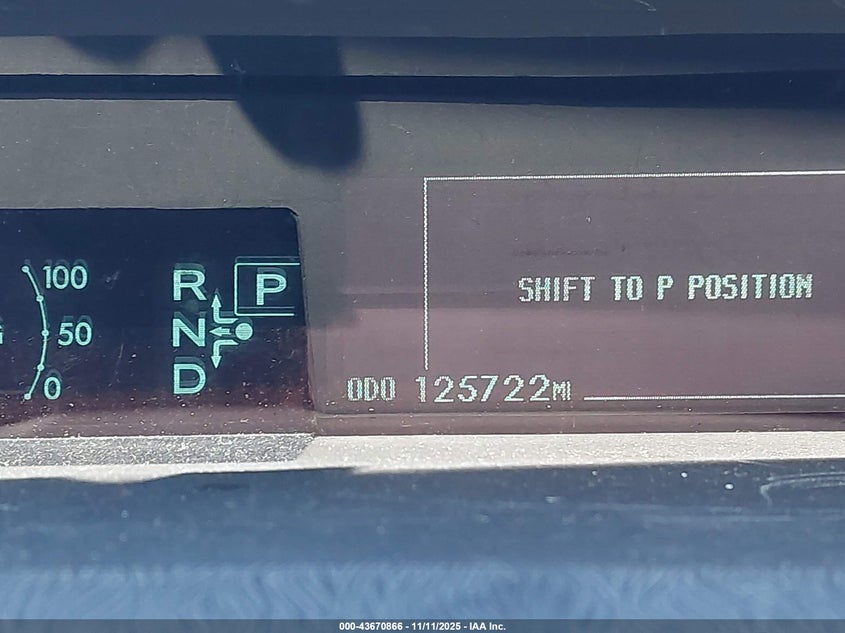 100
R P
SHIFT TO P POSITION
50
N
0
D
ODO 125722MI
000-43670866 - 11/11/2025 - IAA Inc.